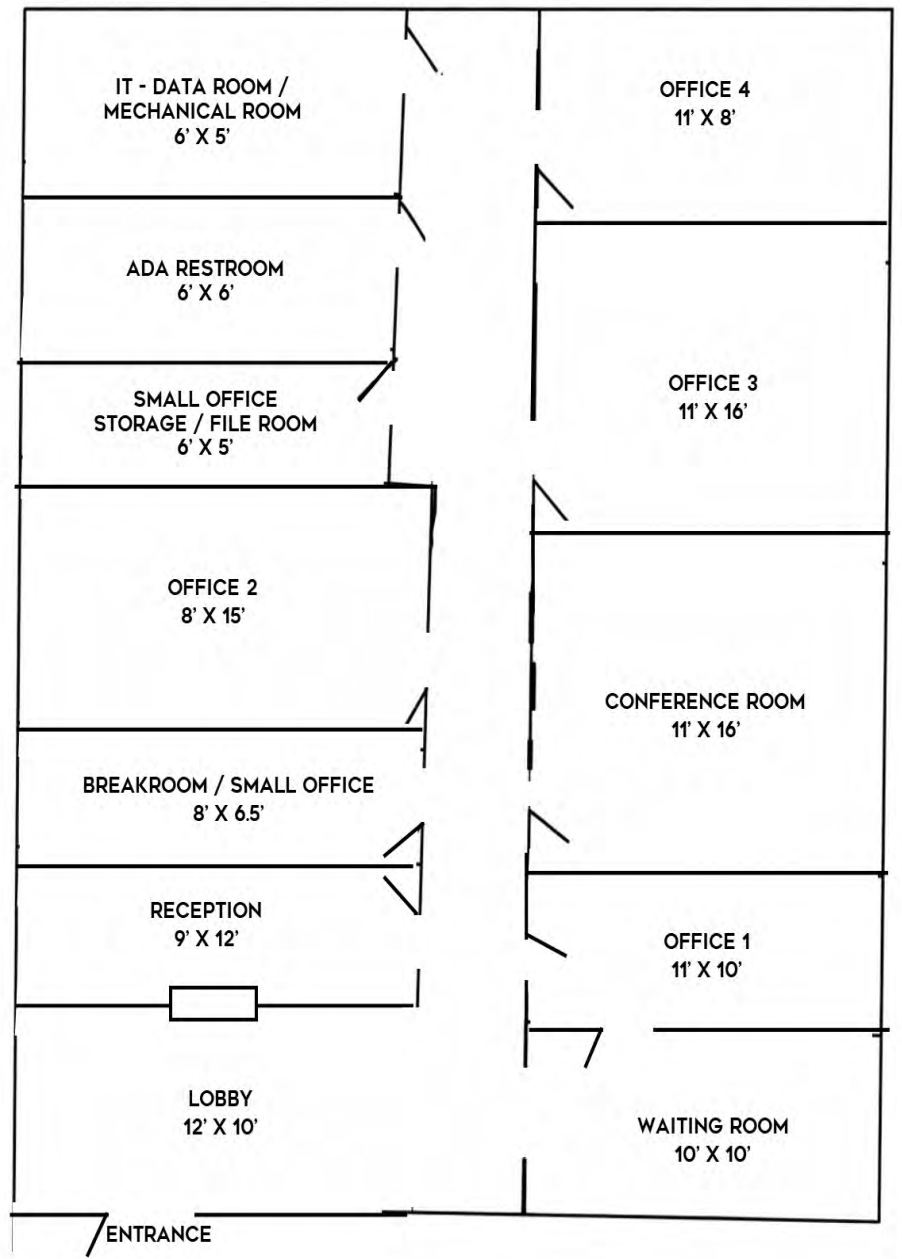 IT - DATA ROOM /
MECHANICAL ROOM
6' X 5'
OFFICE 4
11' X 8'
ADA RESTROOM
6' X 6'
SMALL OFFICE
STORAGE / FILE ROOM
6' X 5'
OFFICE 3
11' X 16'
OFFICE 2
8' X 15'
CONFERENCE ROOM
11' X 16'
BREAKROOM / SMALL OFFICE
8' X 6.5'
RECEPTION
9' X 12'
OFFICE 1
11' X 10'
LOBBY
12' X 10'
WAITING ROOM
10' X 10'
ENTRANCE